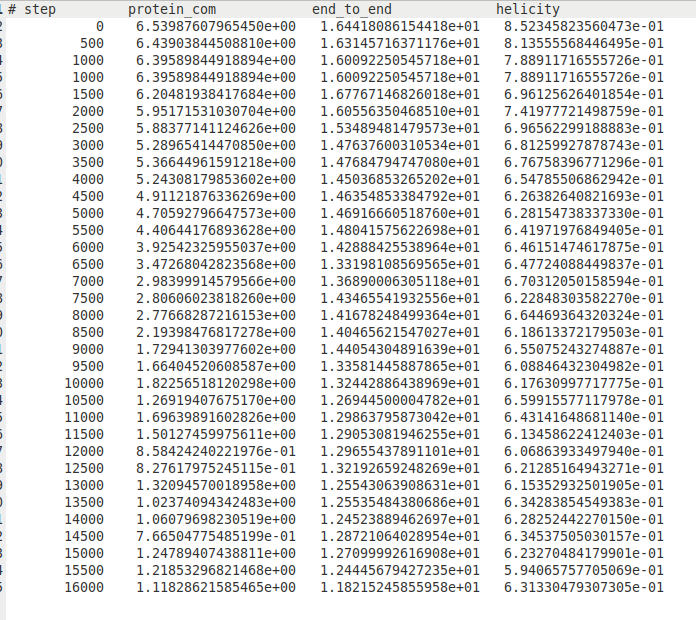 # step protein_com end_to_end helicity
0 6.53987607965450e+00 1.64418086154418e+01 8.52345823560473e-01
500 6.43903844508810e+00 1.63145716371176e+01 8.13555568446495e-01
1000 6.39589844918894e+00 1.60092250545718e+01 7.88911716555726e-01
1000 6.39589844918894e+00 1.60092250545718e+01 7.88911716555726e-01
1500 6.20481938417684e+00 1.67767146826018e+01 6.96125626401854e-01
2000 5.95171531030704e+00 1.60556350468510e+01 7.41977721498759e-01
2500 5.88377141124626e+00 1.53489481479573e+01 6.96562299188883e-01
3000 5.28965414470850e+00 1.47637600310534e+01 6.81259927878743e-01
3500 5.36644961591218e+00 1.47684794747080e+01 6.76758396771296e-01
4000 5.24308179853602e+00 1.45036853265202e+01 6.54785506862942e-01
4500 4.91121876336269e+00 1.46354853384792e+01 6.26382640821693e-01
5000 4.70592796647573e+00 1.46916660518760e+01 6.28154738337330e-01
5500 4.40644176893628e+00 1.48041575622698e+01 6.41971976849405e-01
6000 3.92542325955037e+00 1.42888425538964e+01 6.46151474617875e-01
6500 3.47268042823568e+00 1.33198108569565e+01 6.47724088449837e-01
7000 2.98399914579566e+00 1.36890006305118e+01 6.70312050158594e-01
7500 2.80606023818260e+00 1.43465541932556e+01 6.22848303582270e-01
8000 2.77668287216153e+00 1.41678248499364e+01 6.64469364320324e-01
8500 2.19398476817278e+00 1.40465621547027e+01 6.18613372179503e-01
9000 1.72941303977602e+00 1.44054304891639e+01 6.55075243274887e-01
9500 1.66404520608587e+00 1.33581445887865e+01 6.08846432304982e-01
10000 1.82256518120298e+00 1.32442886438969e+01 6.17630997717775e-01
10500 1.26919407675170e+00 1.26944500004782e+01 6.59915577117978e-01
11000 1.69639891602826e+00 1.29863795873042e+01 6.43141648681140e-01
11500 1.50127459975611e+00 1.29053081946255e+01 6.13458622412403e-01
12000 8.58424240221976e-01 1.29655437891101e+01 6.06863933497940e-01
12500 8.27617975245115e-01 1.32192659248269e+01 6.21285164943271e-01
13000 1.32094570018958e+00 1.25543063908631e+01 6.15352932501905e-01
13500 1.02374094342483e+00 1.25535484380686e+01 6.34283854549383e-01
14000 1.06079698230519e+00 1.24523889462697e+01 6.28252442270150e-01
14500 7.66504775485199e-01 1.28721064028954e+01 6.34537505030157e-01
15000 1.24789407438811e+00 1.27099992616908e+01 6.23270484179901e-01
15500 1.21853296821468e+00 1.24445679427235e+01 5.94065757705069e-01
16000 1.11828621585465e+00 1.18215245855958e+01 6.31330479307305e-01